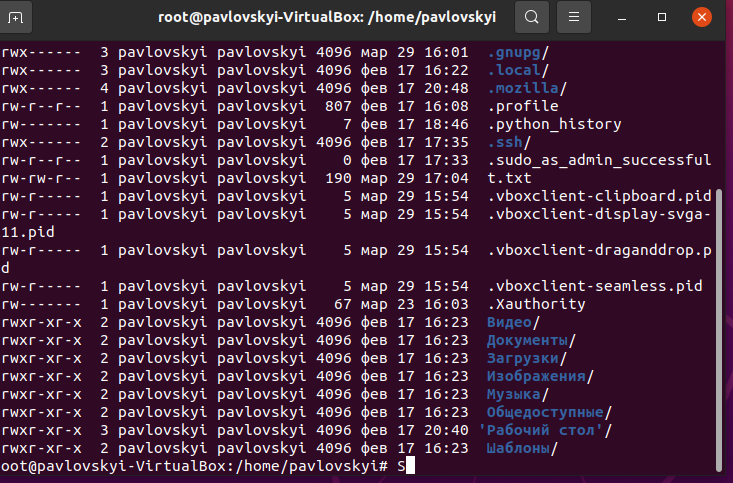 root@pavlovskyi-VirtualBox: /home/pavlovskyi
rwx------ 3 pavlovskyi pavlovskyi 4096 мар 29 16:01 .gnupg/
rwx------ 3 pavlovskyi pavlovskyi 4096 фев 17 16:22 .local/
rwx------ 4 pavlovskyi pavlovskyi 4096 фев 17 20:48 .mozilla/
rw-r--r-- 1 pavlovskyi pavlovskyi 807 фев 17 16:08 .profile
rw------- 1 pavlovskyi pavlovskyi 7 фев 17 18:46 .python_history
rwx------ 2 pavlovskyi pavlovskyi 4096 фев 17 17:35 .ssh/
rw-r--r-- 1 pavlovskyi pavlovskyi 0 фев 17 17:33 .sudo_as_admin_successful
rw-rw-r-- 1 pavlovskyi pavlovskyi 190 мар 29 17:04 t.txt
rw-r----- 1 pavlovskyi pavlovskyi 5 мар 29 15:54 .vboxclient-clipboard.pid
rw-r----- 1 pavlovskyi pavlovskyi 5 мар 29 15:54 .vboxclient-display-svga-
11.pid
rw-r----- 1 pavlovskyi pavlovskyi 5 мар 29 15:54 .vboxclient-draganddrop.p
d
rw-r----- 1 pavlovskyi pavlovskyi 5 мар 29 15:54 .vboxclient-seamless.pid
rw------- 1 pavlovskyi pavlovskyi 67 мар 23 16:03 .Xauthority
rwxr-xr-x 2 pavlovskyi pavlovskyi 4096 фев 17 16:23 Видео/
rwxr-xr-x 2 pavlovskyi pavlovskyi 4096 фев 17 16:23 Документы/
rwxr-xr-x 2 pavlovskyi pavlovskyi 4096 фев 17 16:23 Загрузки/
rwxr-xr-x 2 pavlovskyi pavlovskyi 4096 фев 17 16:23 Изображения/
rwxr-xr-x 2 pavlovskyi pavlovskyi 4096 фев 17 16:23 Музыка/
rwxr-xr-x 2 pavlovskyi pavlovskyi 4096 фев 17 16:23 Общедоступные/
rwxr-xr-x 3 pavlovskyi pavlovskyi 4096 фев 17 20:40 'Рабочий стол'/
rwxr-xr-x 2 pavlovskyi pavlovskyi 4096 фев 17 16:23 Шаблоны/
oot@pavlovskyi-VirtualBox:/home/pavlovskyi# S